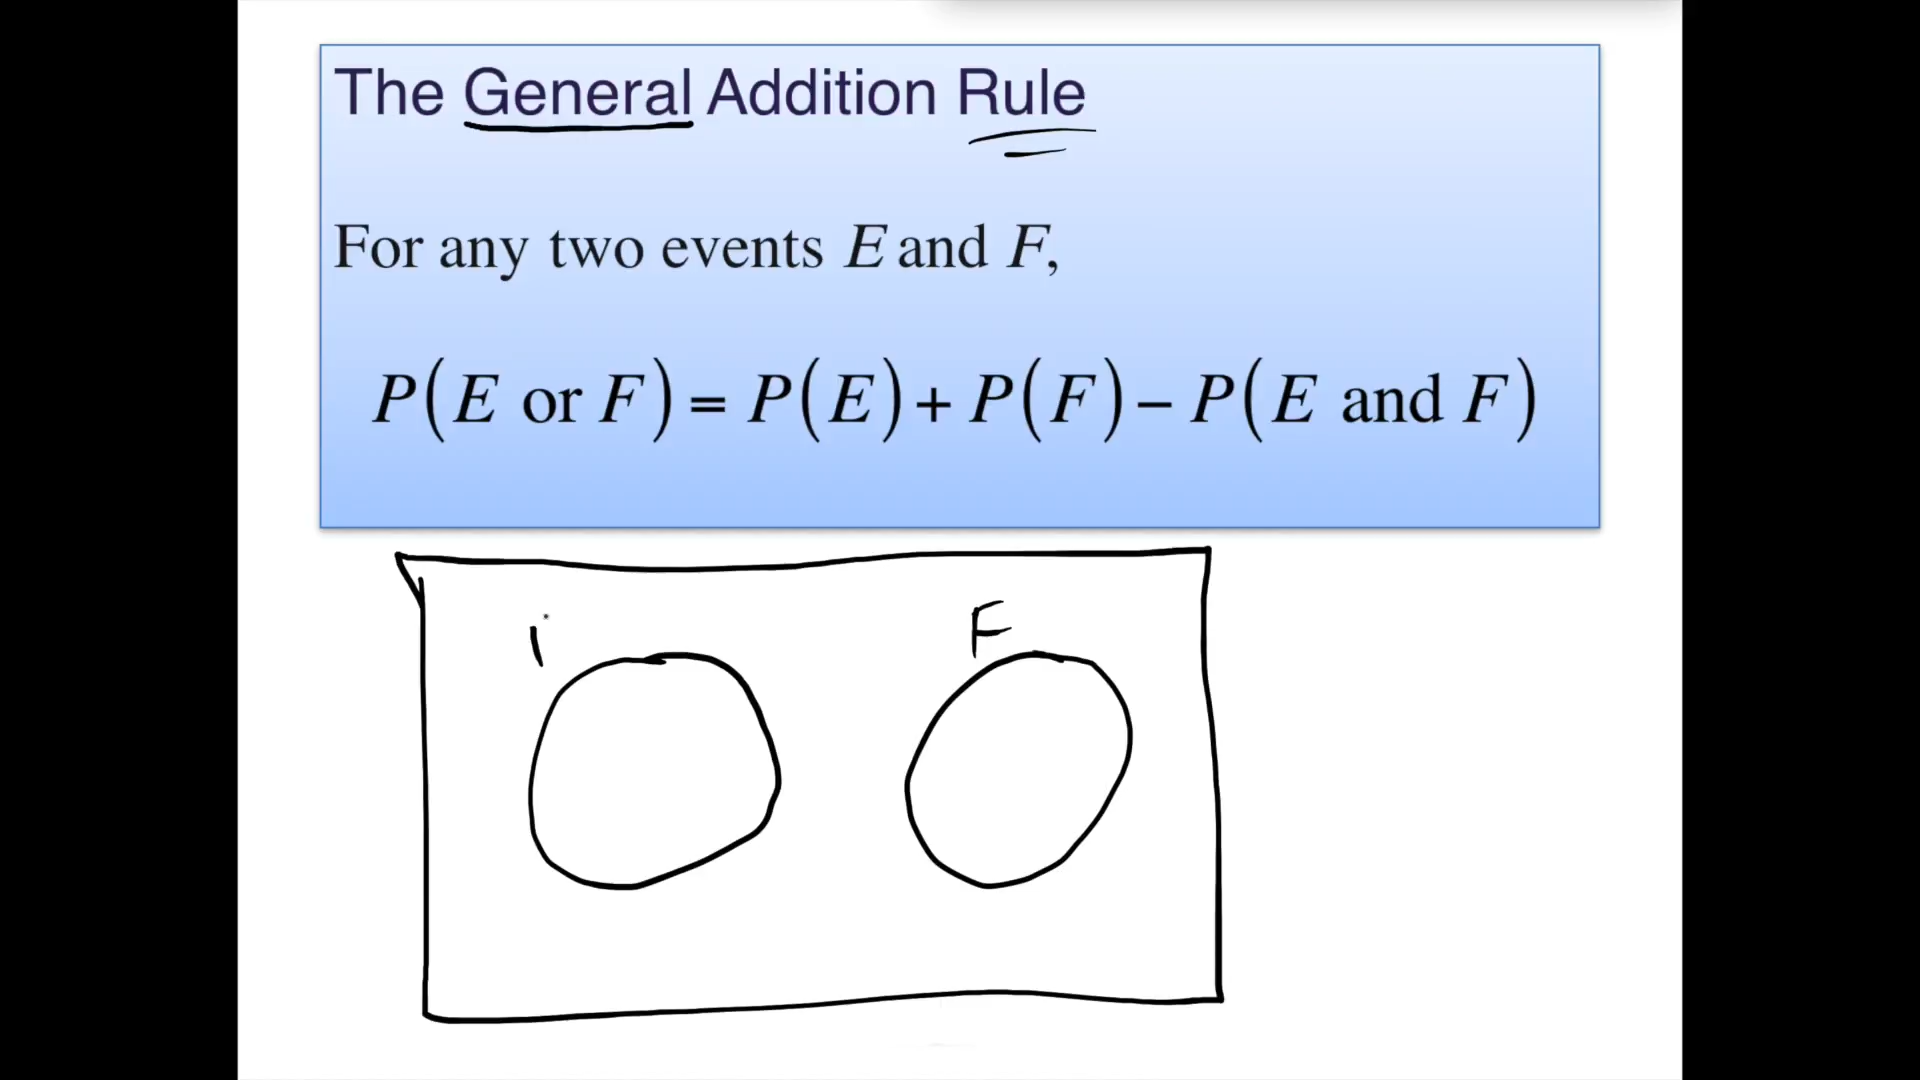 The General Addition Rule
For any two events E and F,
P(E or F) = P(E) + P(F) − P(E and F)
F